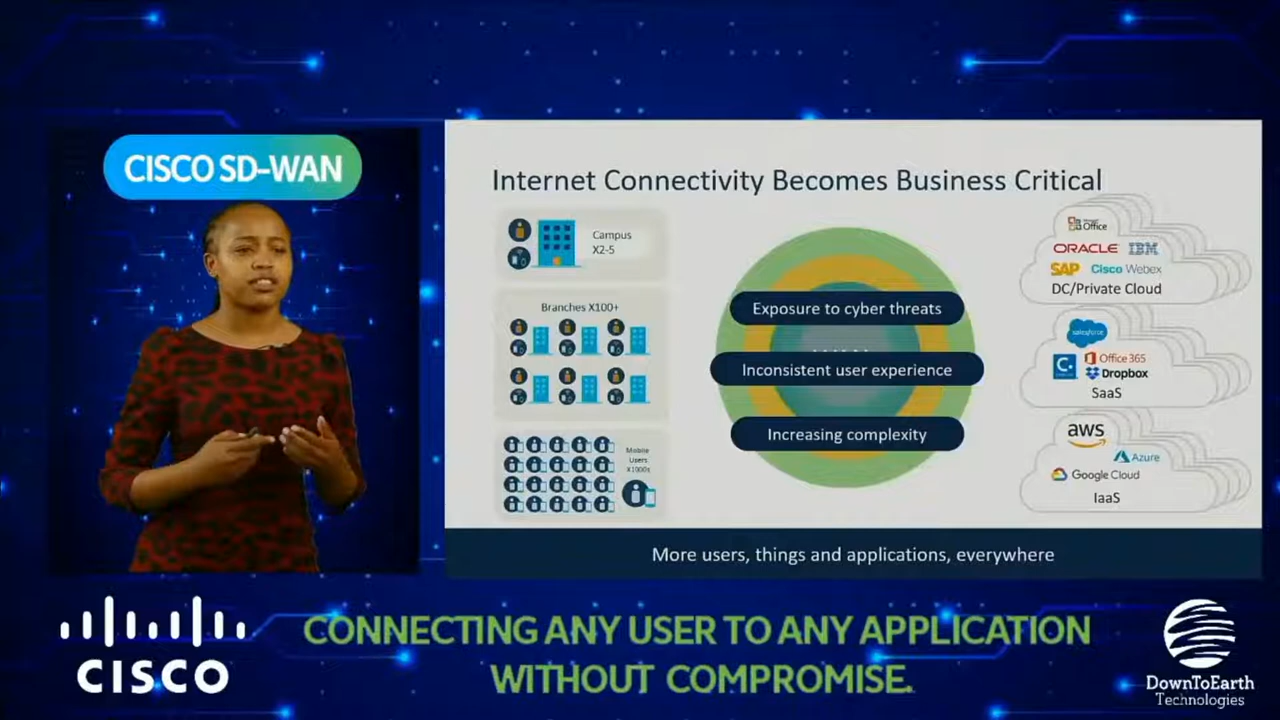 CISCO SD-WAN
Internet Connectivity Becomes Business Critical
Campus
X2-5
Branches X100+
Mobile
Users
X1000s
Exposure to cyber threats
Inconsistent user experience
Increasing complexity
Office
ORACLE IBM
SAP Cisco Webex
DC/Private Cloud
salesforce
C. Office 365
Dropbox
SaaS
aws
Azure
Google Cloud
IaaS
More users, things and applications, everywhere
CISCO
CONNECTING ANY USER TO ANY APPLICATION
WITHOUT COMPROMISE.
DownToEarth
Technologies